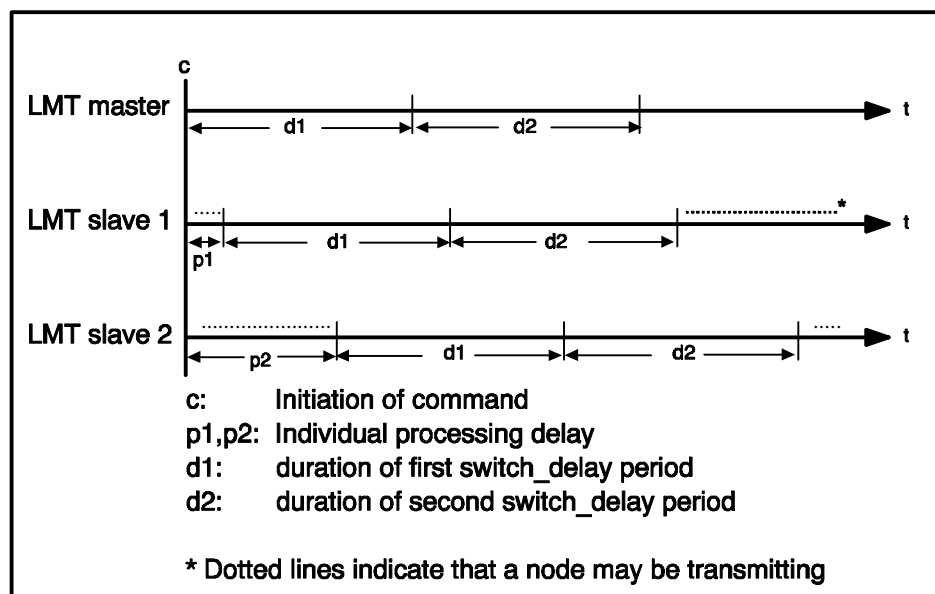 c
LMT master
t
d1
d2
LMT slave 1
*
t
p1
d1
d2
LMT slave 2
t
p2
d1
d2
c: Initiation of command
p1,p2: Individual processing delay
d1: duration of first switch_delay period
d2: duration of second switch_delay period
* Dotted lines indicate that a node may be transmitting